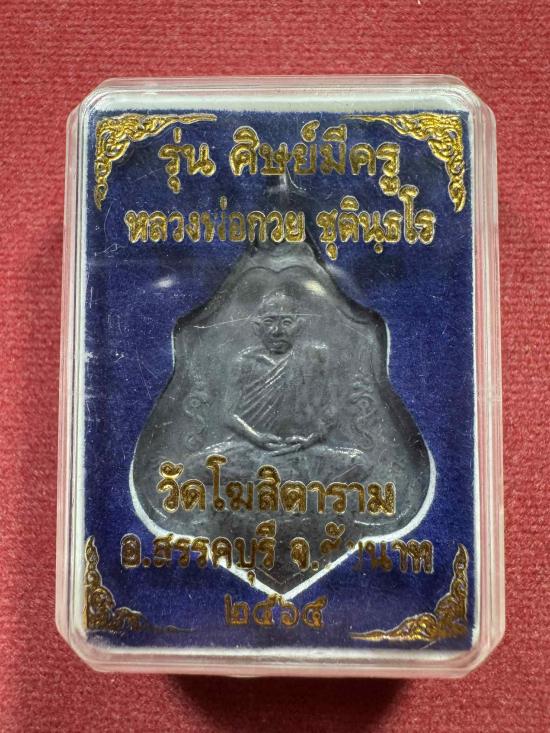 รุ่น ศิษย์มีครู
หลวงพ่อกวย ชุตินฺธโร
วัดโฆสิตาราม
อ.สรรคบุรี จ.ชัยนาท
๒๕๖๕